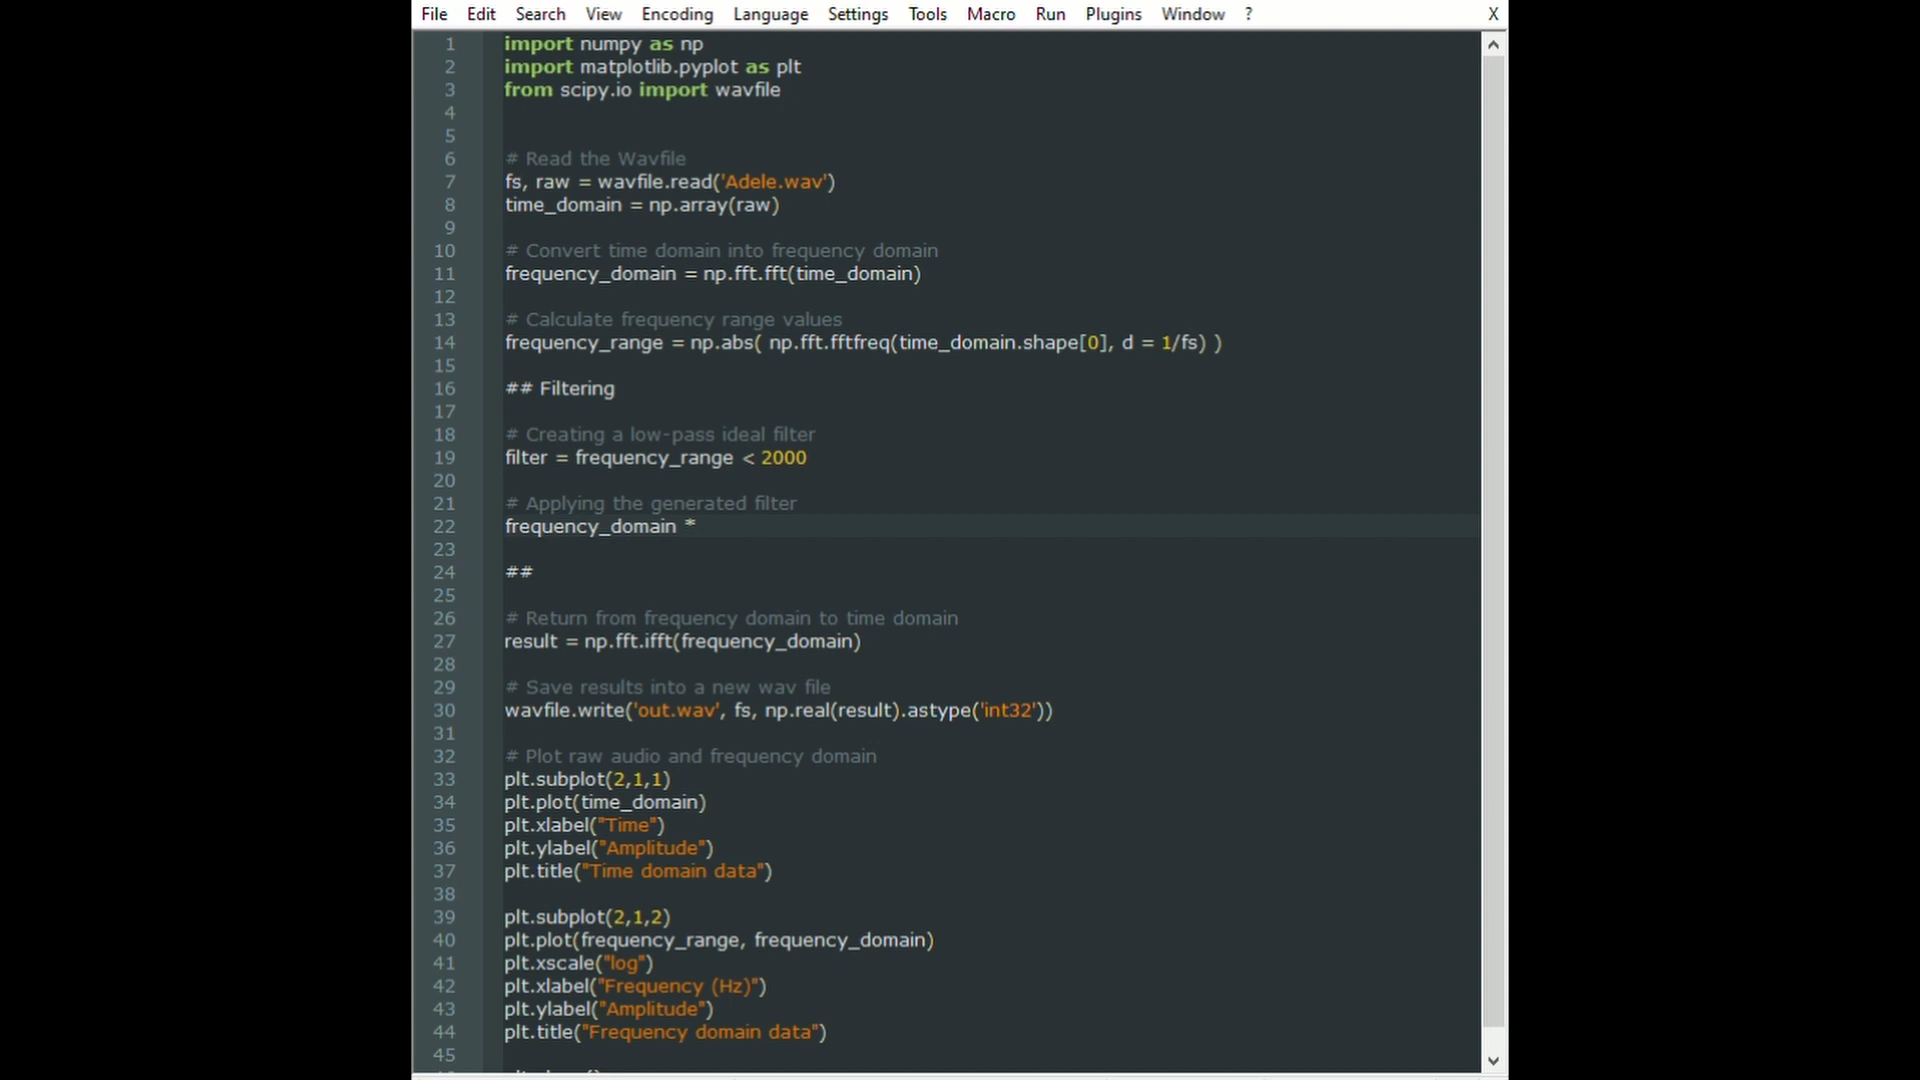 File Edit Search View Encoding Language Settings Tools Macro Run Plugins Window ? X
1 import numpy as np
2 import matplotlib.pyplot as plt
3 from scipy.io import wavfile
4
5
6 # Read the Wavfile
7 fs, raw = wavfile.read('Adele.wav')
8 time_domain = np.array(raw)
9
10 # Convert time domain into frequency domain
11 frequency_domain = np.fft.fft(time_domain)
12
13 # Calculate frequency range values
14 frequency_range = np.abs( np.fft.fftfreq(time_domain.shape[0], d = 1/fs) )
15
16 ## Filtering
17
18 # Creating a low-pass ideal filter
19 filter = frequency_range < 2000
20
21 # Applying the generated filter
22 frequency_domain *
23
24 ##
25
26 # Return from frequency domain to time domain
27 result = np.fft.ifft(frequency_domain)
28
29 # Save results into a new wav file
30 wavfile.write('out.wav', fs, np.real(result).astype('int32'))
31
32 # Plot raw audio and frequency domain
33 plt.subplot(2,1,1)
34 plt.plot(time_domain)
35 plt.xlabel("Time")
36 plt.ylabel("Amplitude")
37 plt.title("Time domain data")
38
39 plt.subplot(2,1,2)
40 plt.plot(frequency_range, frequency_domain)
41 plt.xscale("log")
42 plt.xlabel("Frequency (Hz)")
43 plt.ylabel("Amplitude")
44 plt.title("Frequency domain data")
45